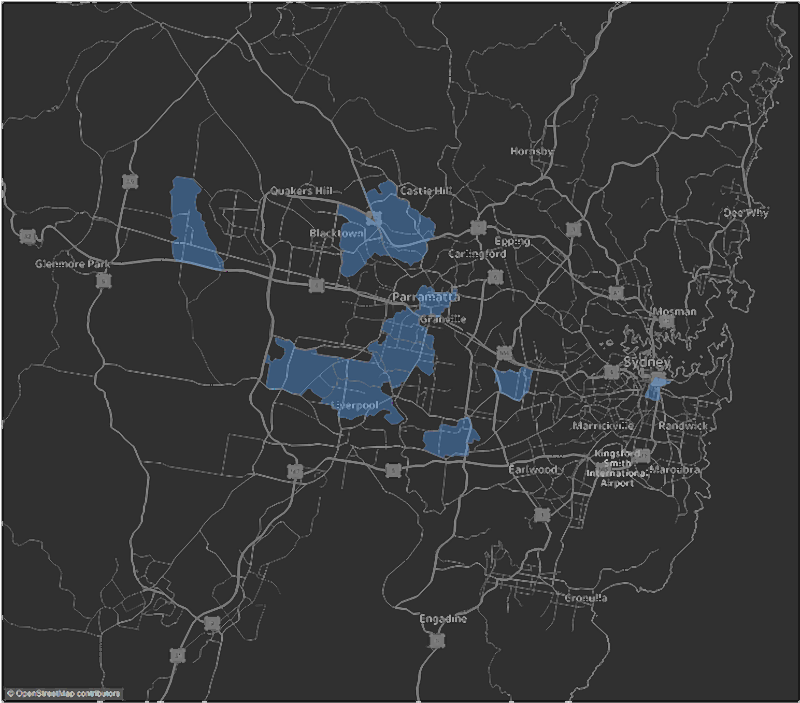 Hornsby
Quakers Hill
Castle Hill
Dee Why
Blacktown
Epping
Carlingford
Glenmore Park
Parramatta
Mosman
Granville
Sydney
Liverpool
Marrickville
Randwick
Kingsford
Smith
International
Airport
Earlwood
Maroubra
Cronulla
Engadine
© OpenStreetMap contributors